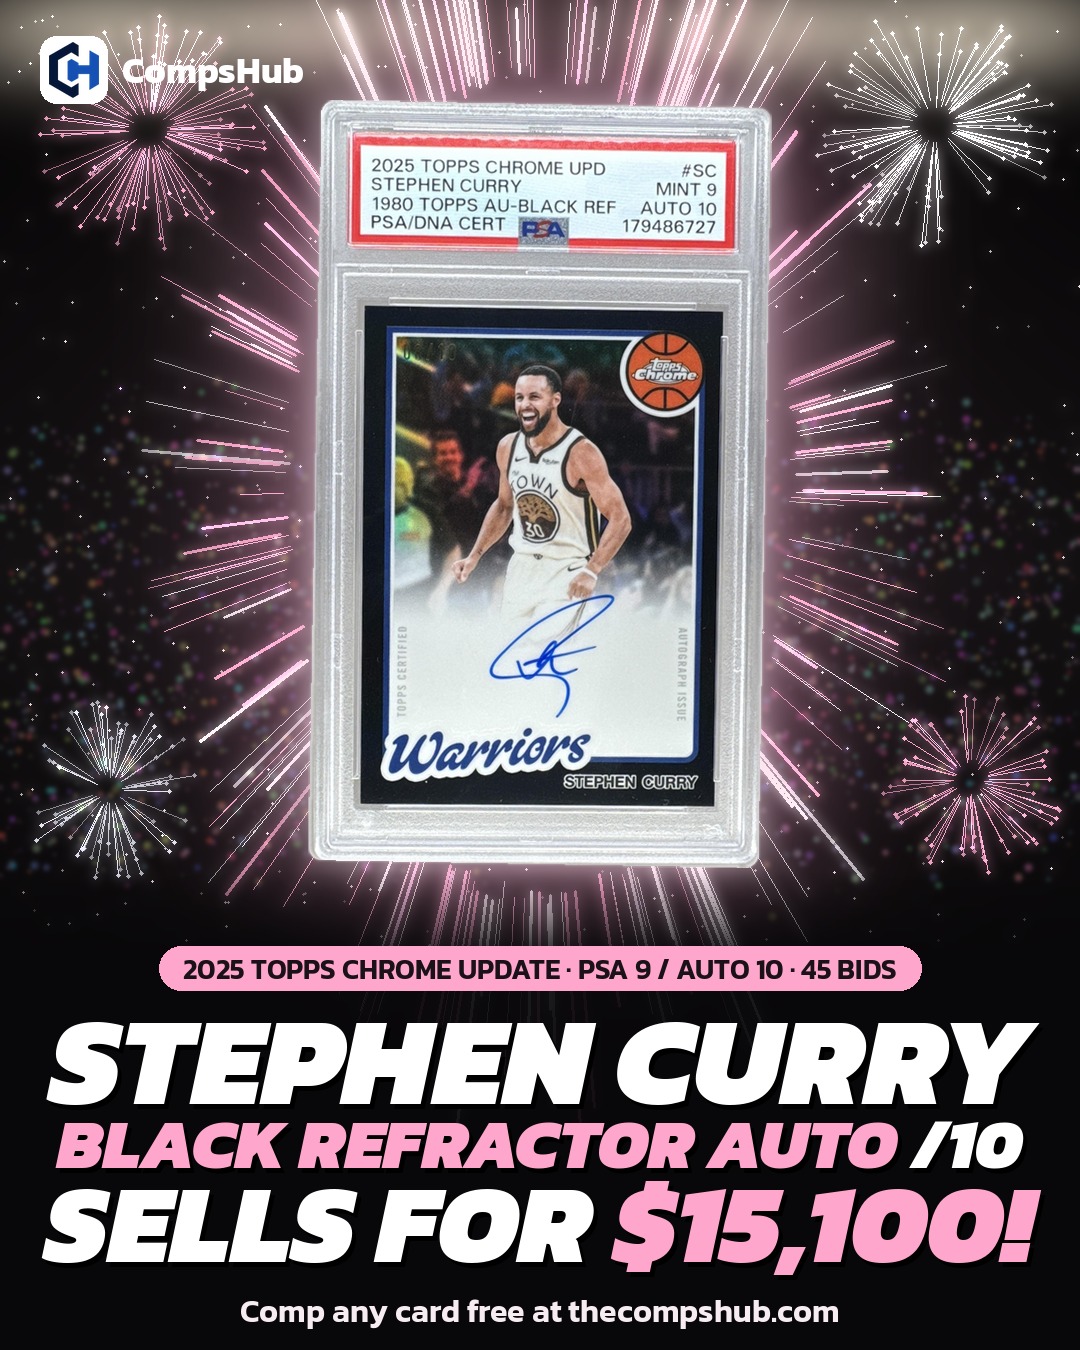 CompsHub
2025 TOPPS CHROME UPD #SC
STEPHEN CURRY MINT 9
1980 TOPPS AU-BLACK REF AUTO 10
PSA/DNA CERT PSA 179486727
Topps Chrome
TOWN
30
TOPPS CERTIFIED
AUTOGRAPH ISSUE
Warriors
STEPHEN CURRY
2025 TOPPS CHROME UPDATE · PSA 9 / AUTO 10 · 45 BIDS
STEPHEN CURRY
BLACK REFRACTOR AUTO /10
SELLS FOR $15,100!
Comp any card free at thecompshub.com